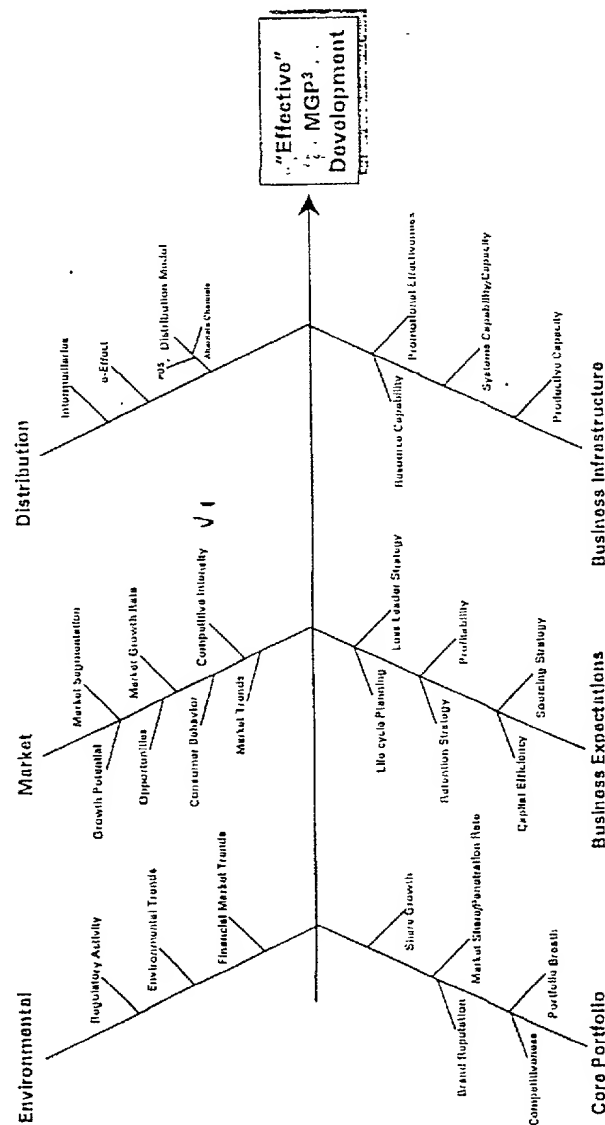 Environmental
Regulatory Activity
Environmental Trends
Financial Market Trends
Market
Market Segmentation
Growth Potential
Market Growth Rate
Opportunities
Competitive Intensity
Consumer Behavior
Market Trends
Distribution
Intermediaries
e-Effect
POS
Distribution Model
Channels
"Effective"
MGP³
Development
Core Portfolio
Share Growth
Market Share/Penetration Rate
Brand Reputation
Portfolio Breath
Competitiveness
Business Expectations
Life cycle Planning
Loss Leader Strategy
Retention Strategy
Profitability
Capital Efficiency
Sourcing Strategy
Business Infrastructure
Resource Capability
Promotional Effectiveness
Systems Capability/Capacity
Productive Capacity